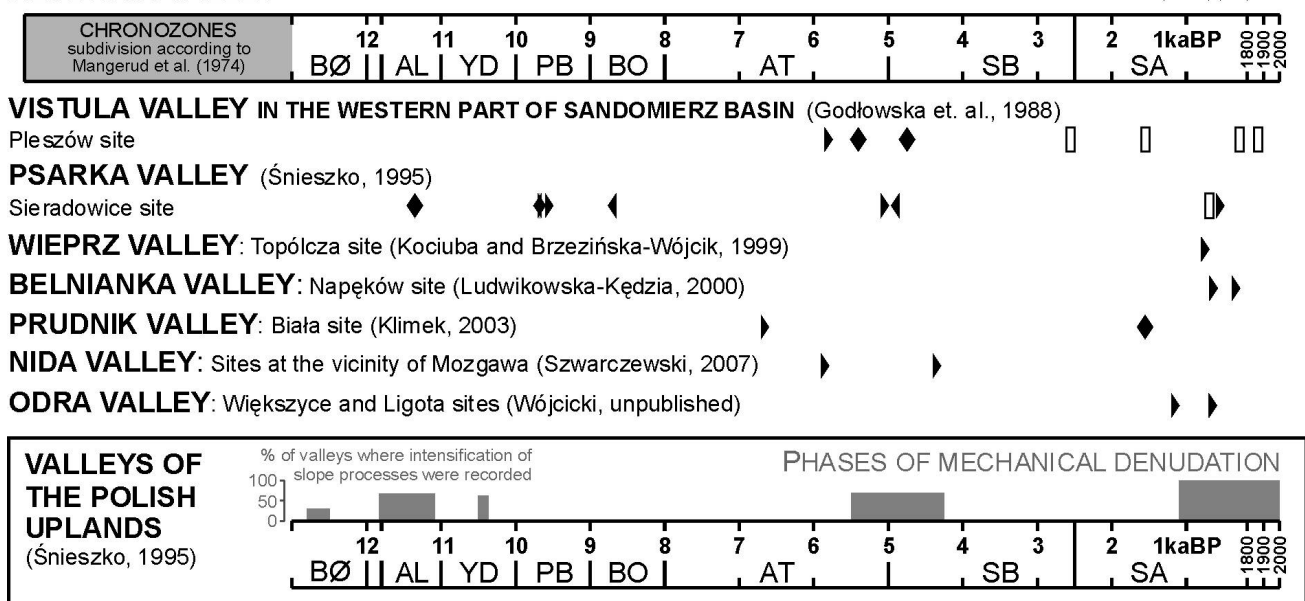 CHRONOZONES
subdivision according to
Mangerud et al. (1974)
12 11 10 9 8 7 6 5 4 3 2 1kaBP 1800 1900 2000
BØ AL YD PB BO AT SB SA
VISTULA VALLEY IN THE WESTERN PART OF SANDOMIERZ BASIN (Godłowska et. al., 1988)
Pleszów site
PSARKA VALLEY (Śnieszko, 1995)
Sieradowice site
WIEPRZ VALLEY: Topólcza site (Kociuba and Brzezińska-Wójcik, 1999)
BELNIANKA VALLEY: Napęków site (Ludwikowska-Kędzia, 2000)
PRUDNIK VALLEY: Biała site (Klimek, 2003)
NIDA VALLEY: Sites at the vicinity of Mozgawa (Szwarczewski, 2007)
ODRA VALLEY: Większyce and Ligota sites (Wójcicki, unpublished)
VALLEYS OF
THE POLISH
UPLANDS
(Śnieszko, 1995)
% of valleys where intensification of
slope processes were recorded
100
50
0
PHASES OF MECHANICAL DENUDATION
12 11 10 9 8 7 6 5 4 3 2 1kaBP 1800 1900 2000
BØ AL YD PB BO AT SB SA